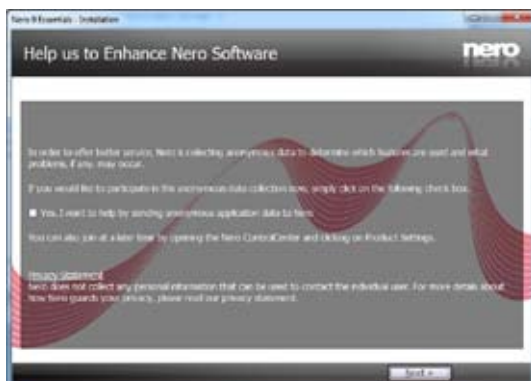 Nero 9 Essentials - Installation
Help us to Enhance Nero Software
nero
In order to offer better service, Nero is collecting anonymous data to determine which features are used and what
problems, if any, may occur.
If you would like to participate in this anonymous data collection now, simply click on the following check box.
Yes, I want to help by sending anonymous application data to Nero
You can also join at a later time by opening the Nero ControlCenter and clicking on Product Settings.
Privacy Statement
Nero does not collect any personal information that can be used to contact the individual user. For more details about
how Nero guards your privacy, please read our privacy statement.
Next »